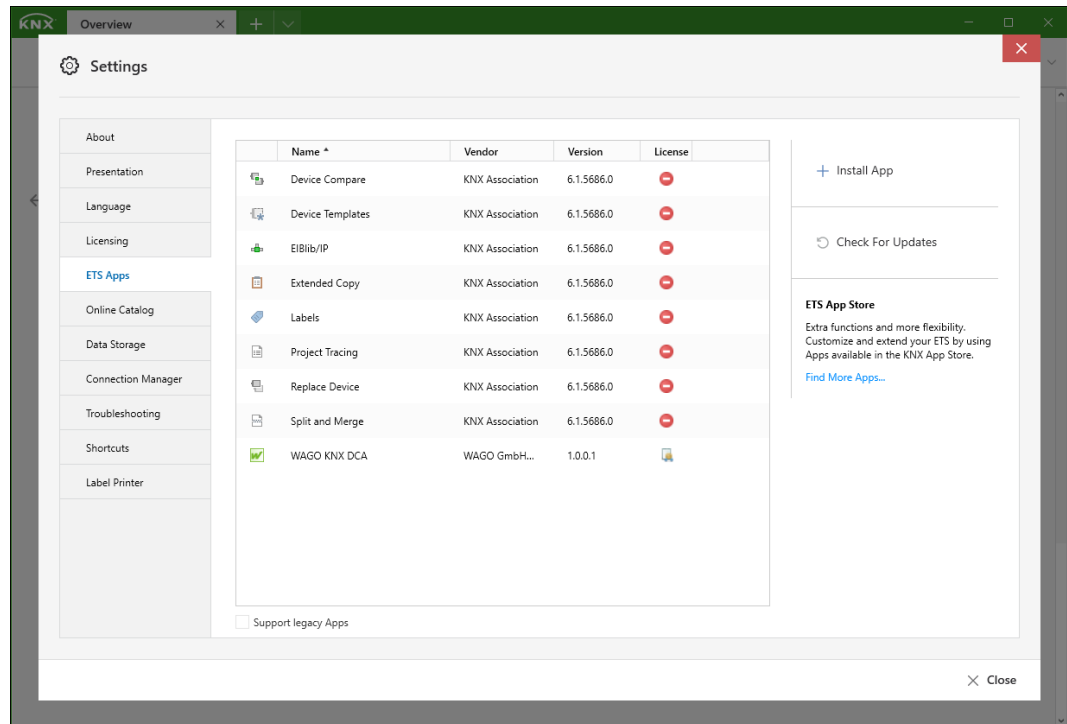 KNX Overview
Settings
About
Presentation
Language
Licensing
ETS Apps
Online Catalog
Data Storage
Connection Manager
Troubleshooting
Shortcuts
Label Printer
Name Vendor Version License
Device Compare KNX Association 6.1.5686.0
Device Templates KNX Association 6.1.5686.0
EIBlib/IP KNX Association 6.1.5686.0
Extended Copy KNX Association 6.1.5686.0
Labels KNX Association 6.1.5686.0
Project Tracing KNX Association 6.1.5686.0
Replace Device KNX Association 6.1.5686.0
Split and Merge KNX Association 6.1.5686.0
WAGO KNX DCA WAGO GmbH... 1.0.0.1
Support legacy Apps
Install App
Check For Updates
ETS App Store
Extra functions and more flexibility.
Customize and extend your ETS by using
Apps available in the KNX App Store.
Find More Apps...
Close